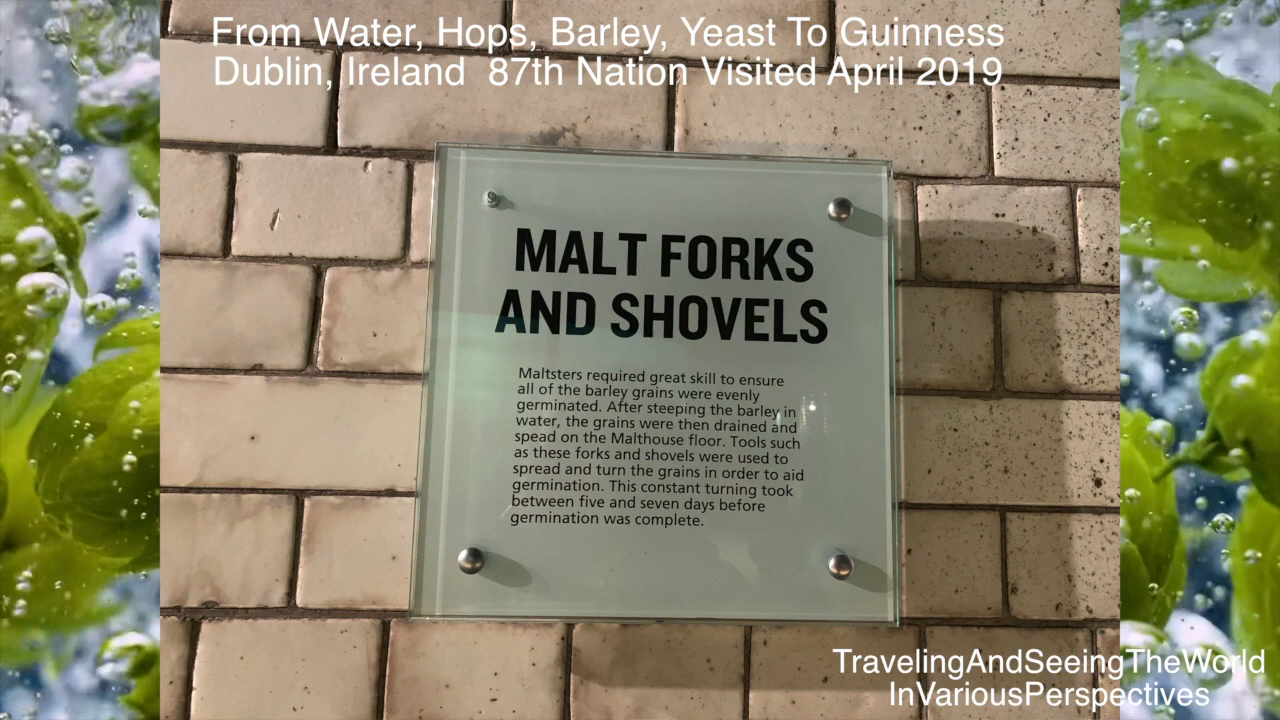 From Water, Hops, Barley, Yeast To Guinness
Dublin, Ireland  87th Nation Visited April 2019
MALT FORKS
AND SHOVELS
Maltsters required great skill to ensure
all of the barley grains were evenly
germinated. After steeping the barley in
water, the grains were then drained and
spead on the Malthouse floor. Tools such
as these forks and shovels were used to
spread and turn the grains in order to aid
germination. This constant turning took
between five and seven days before
germination was complete.
TravelingAndSeeingTheWorld
InVariousPerspectives